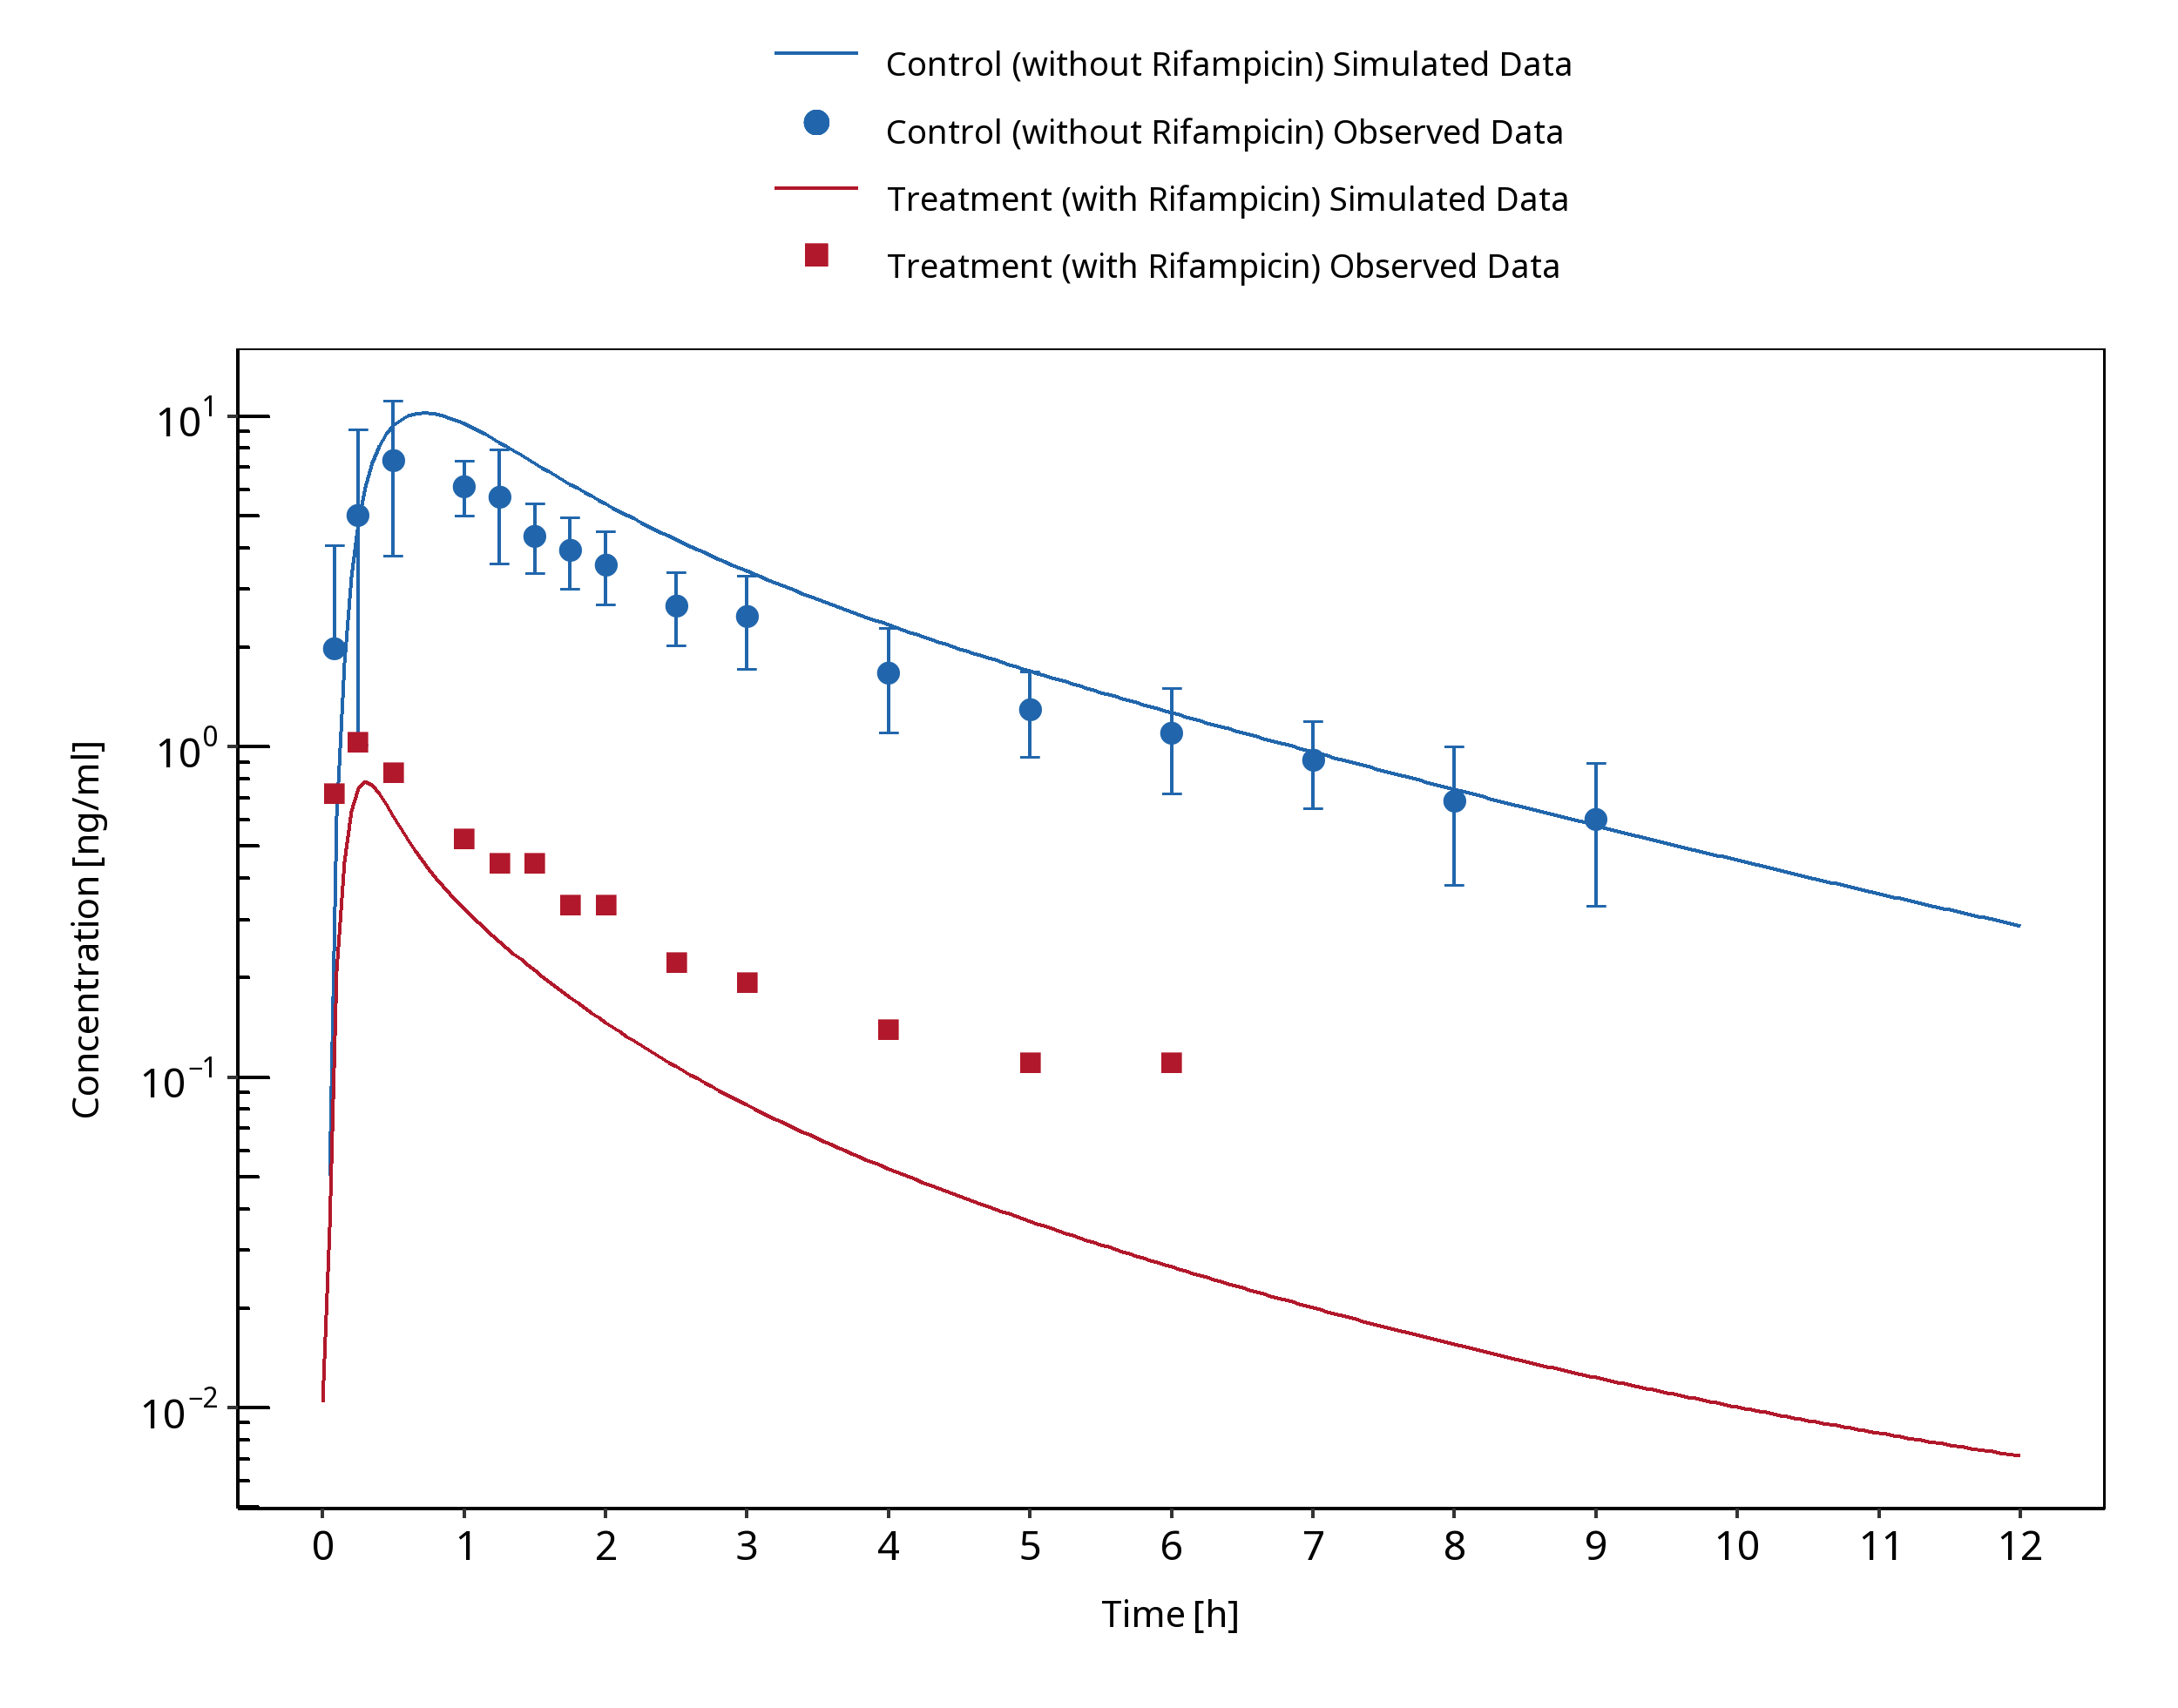 Control (without Rifampicin) Simulated Data
Control (without Rifampicin) Observed Data
Treatment (with Rifampicin) Simulated Data
Treatment (with Rifampicin) Observed Data
10¹
10⁰
10⁻¹
10⁻²
Concentration [ng/ml]
0 1 2 3 4 5 6 7 8 9 10 11 12
Time [h]